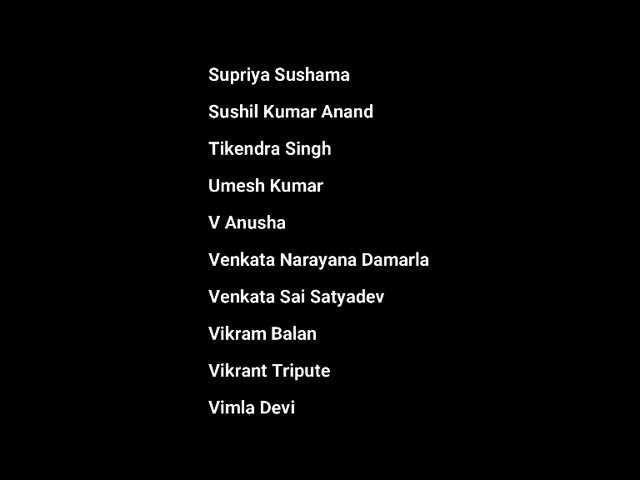 Supriya Sushama
Sushil Kumar Anand
Tikendra Singh
Umesh Kumar
V Anusha
Venkata Narayana Damarla
Venkata Sai Satyadev
Vikram Balan
Vikrant Tripute
Vimla Devi